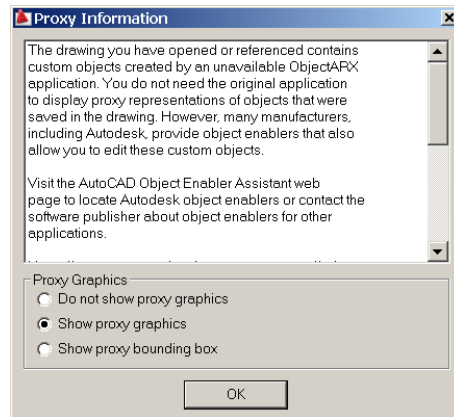 Proxy Information
The drawing you have opened or referenced contains
custom objects created by an unavailable ObjectARX
application. You do not need the original application
to display proxy representations of objects that were
saved in the drawing. However, many manufacturers,
including Autodesk, provide object enablers that also
allow you to edit these custom objects.
Visit the AutoCAD Object Enabler Assistant web
page to locate Autodesk object enablers or contact the
software publisher about object enablers for other
applications.
Proxy Graphics
Do not show proxy graphics
Show proxy graphics
Show proxy bounding box
OK